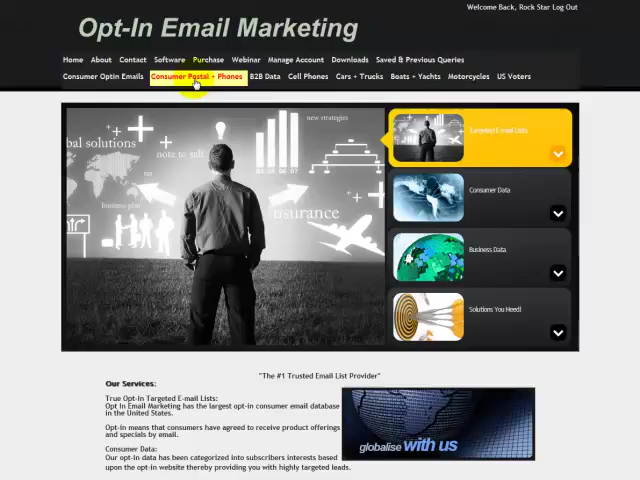 Welcome Back, Rock Star Log Out
Opt-In Email Marketing
Home About Contact Software Purchase Webinar Manage Account Downloads Saved & Previous Queries
Consumer Optin Emails Consumer Postal + Phones B2B Data Cell Phones Cars + Trucks Boats + Yachts Motorcycles US Voters
new strategies
bal solutions
note to self
03 05 06 07
business plan
insurance
Targeted E-mail Lists
Consumer Data
Business Data
Solutions You Need!
"The #1 Trusted Email List Provider"
Our Services:
True Opt-In Targeted E-mail Lists:
Opt In Email Marketing has the largest opt-in consumer email database
in the United States.
Opt-in means that consumers have agreed to receive product offerings
and specials by email.
Consumer Data:
Our opt-in data has been categorized into subscribers interests based
upon the opt-in website thereby providing you with highly targeted leads.
globalise with us